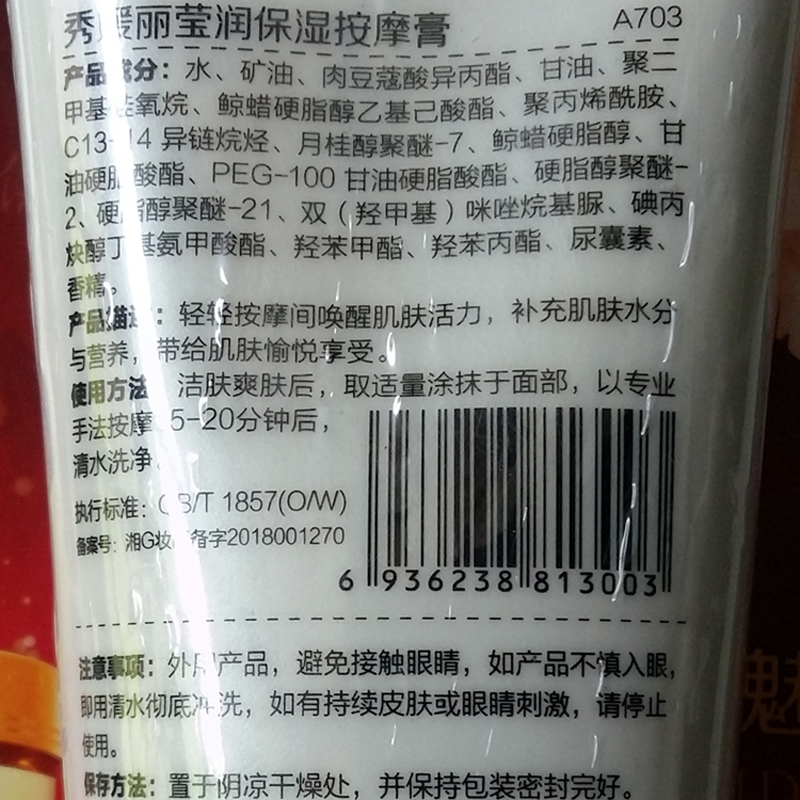 秀媛丽莹润保湿按摩膏 A703
产品成分：水、矿油、肉豆蔻酸异丙酯、甘油、聚二
甲基硅氧烷、鲸蜡硬脂醇乙基己酸酯、聚丙烯酰胺、
C13-14 异链烷烃、月桂醇聚醚-7、鲸蜡硬脂醇、甘
油硬脂酸酯、PEG-100 甘油硬脂酸酯、硬脂醇聚醚-
2、硬脂醇聚醚-21、双（羟甲基）咪唑烷基脲、碘丙
炔醇丁基氨甲酸酯、羟苯甲酯、羟苯丙酯、尿囊素、
香精。
产品描述：轻轻按摩间唤醒肌肤活力，补充肌肤水分
与营养，带给肌肤愉悦享受。
使用方法：洁肤爽肤后，取适量涂抹于面部，以专业
手法按摩15-20分钟后，
清水洗净。
执行标准：QB/T 1857(O/W)
备案号：湘G妆网备字2018001270
6 936238 813003
注意事项：外用产品，避免接触眼睛，如产品不慎入眼，
即用清水彻底冲洗，如有持续皮肤或眼睛刺激，请停止
使用。
保存方法：置于阴凉干燥处，并保持包装密封完好。
魅